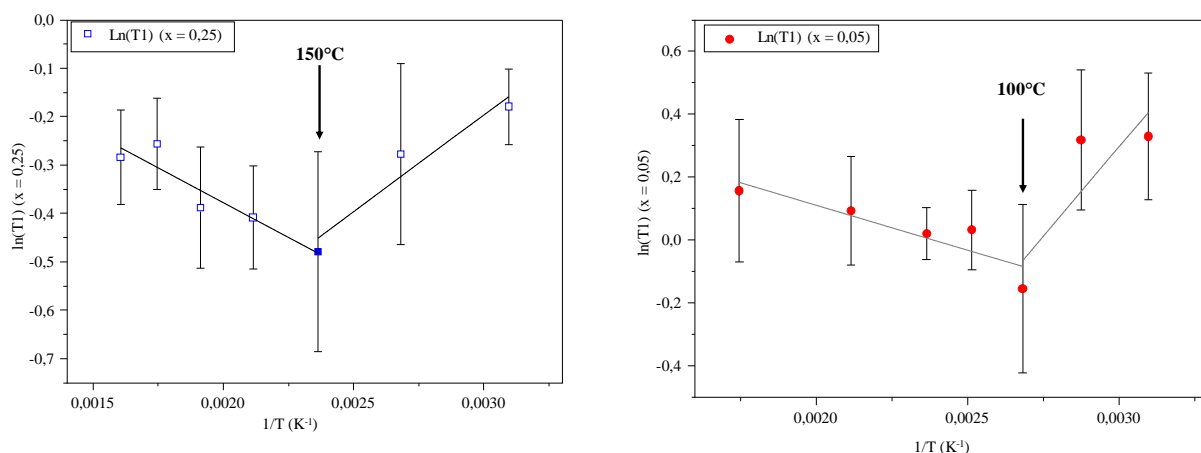 Ln(T1) (x = 0,25)
150°C
ln(T1) (x = 0,25)
0,0
-0,1
-0,2
-0,3
-0,4
-0,5
-0,6
-0,7
0,0015 0,0020 0,0025 0,0030
1/T (K-1)
Ln(T1) (x = 0,05)
100°C
ln(T1) (x = 0,05)
0,6
0,4
0,2
0,0
-0,2
-0,4
0,0020 0,0025 0,0030
1/T (K-1)